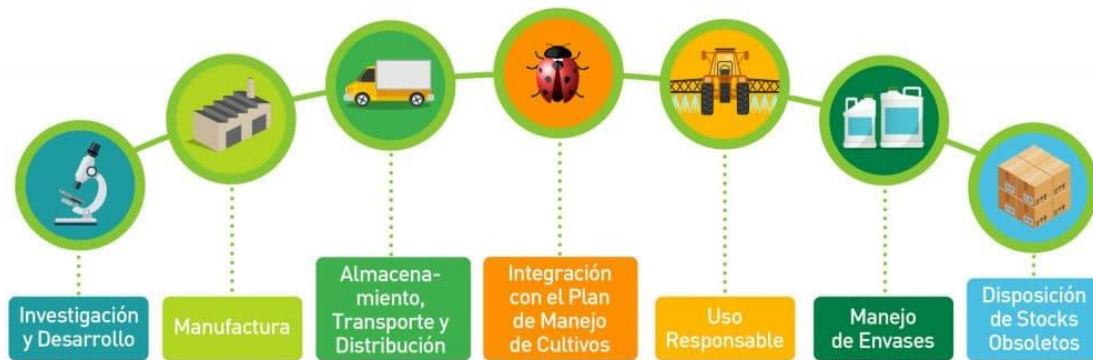 Investigación
y Desarrollo
Manufactura
Almacena-
miento,
Transporte y
Distribución
Integración
con el Plan
de Manejo
de Cultivos
Uso
Responsable
Manejo
de Envases
Disposición
de Stocks
Obsoletos